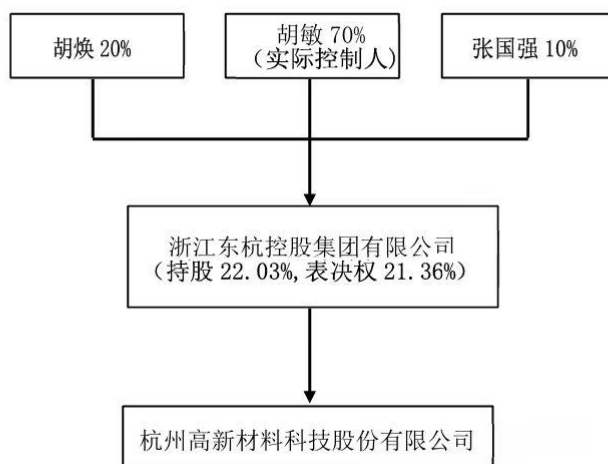 胡焕 20%
胡敏 70%
（实际控制人)
张国强 10%
浙江东杭控股集团有限公司
（持股 22.03%,表决权 21.36%）
杭州高新材料科技股份有限公司